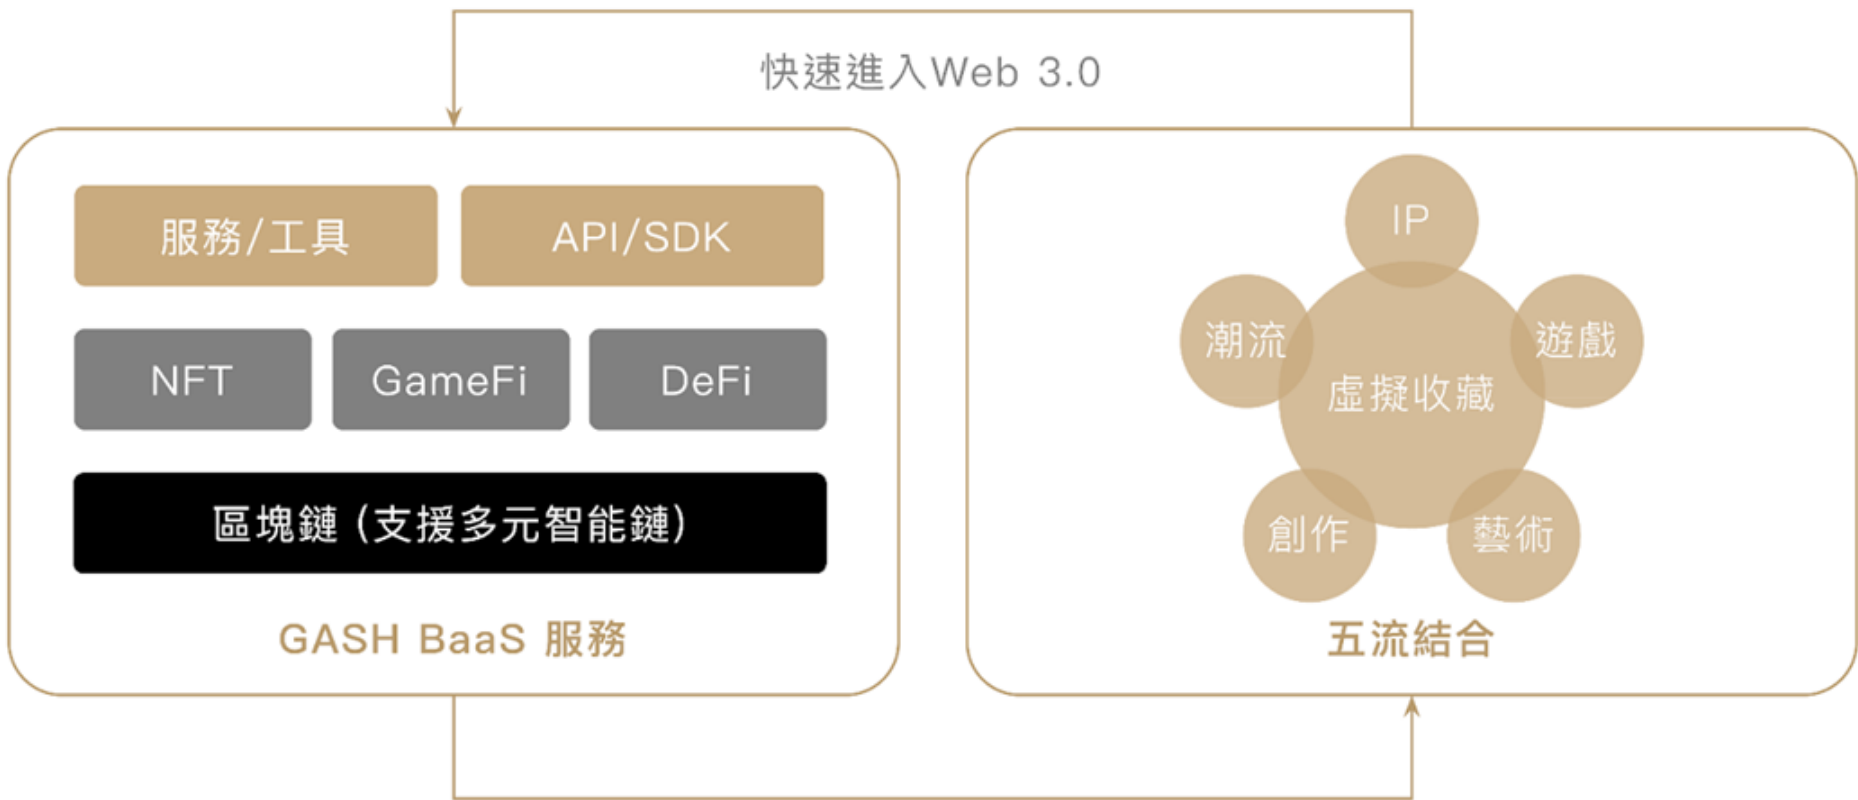 快速進入Web 3.0
服務/工具
API/SDK
NFT
GameFi
DeFi
區塊鏈 (支援多元智能鏈)
GASH BaaS 服務
IP
潮流
遊戲
虛擬收藏
創作
藝術
五流結合